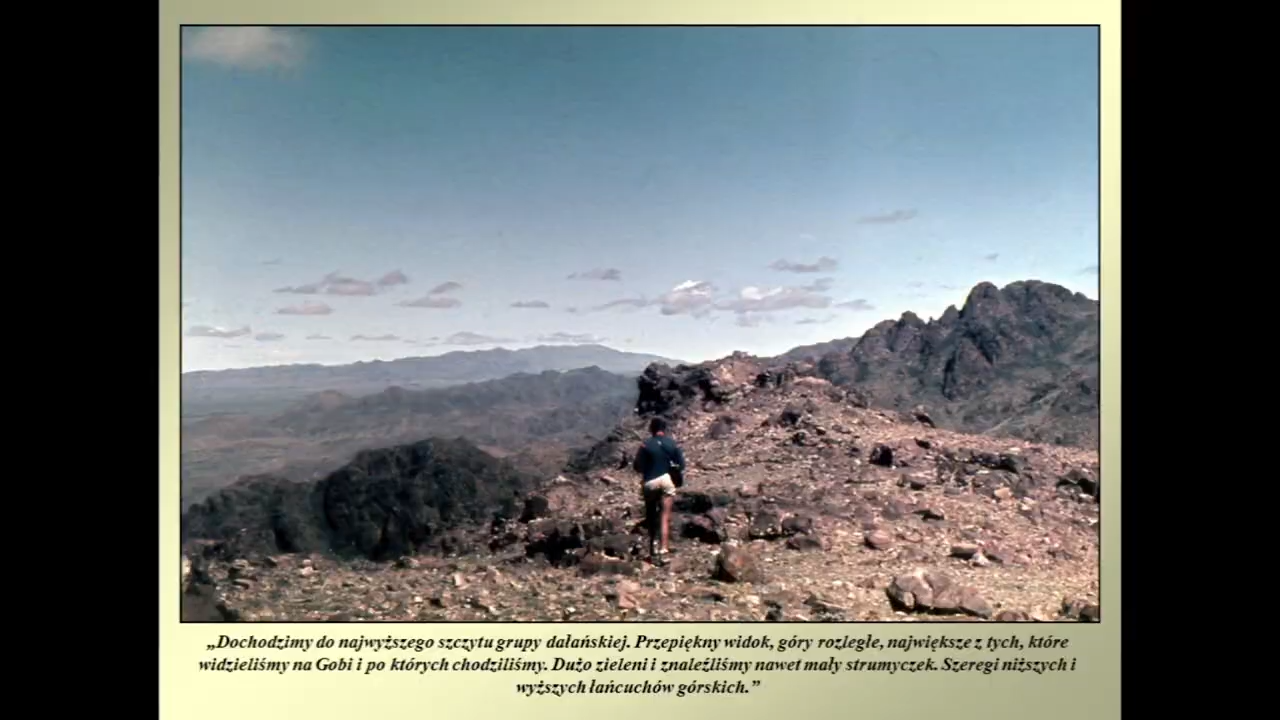 „Dochodzimy do najwyższego szczytu grupy dałańskiej. Przepiękny widok, góry rozległe, największe z tych, które
widzieliśmy na Gobi i po których chodziliśmy. Dużo zieleni i znaleźliśmy nawet mały strumyczek. Szeregi niższych i
wyższych łańcuchów górskich.”